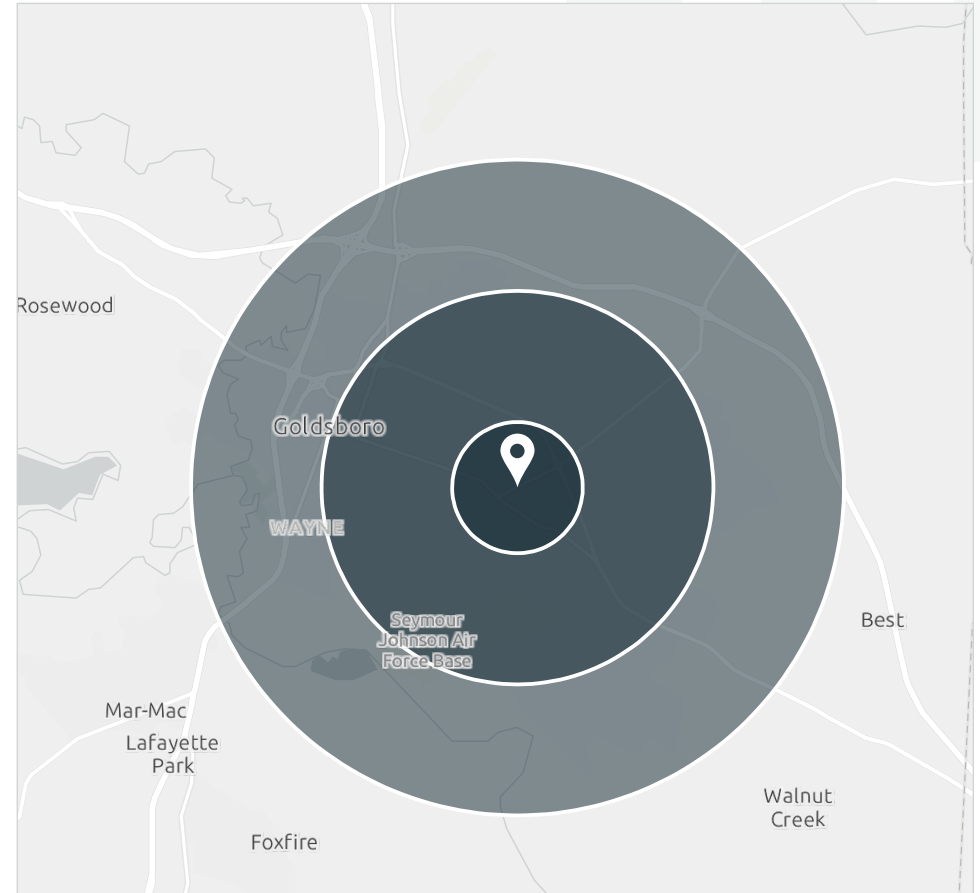 Rosewood
Goldsboro
WAYNE
Seymour
Johnson Air
Force Base
Best
Mar-Mac
Lafayette
Park
Walnut
Creek
Foxfire